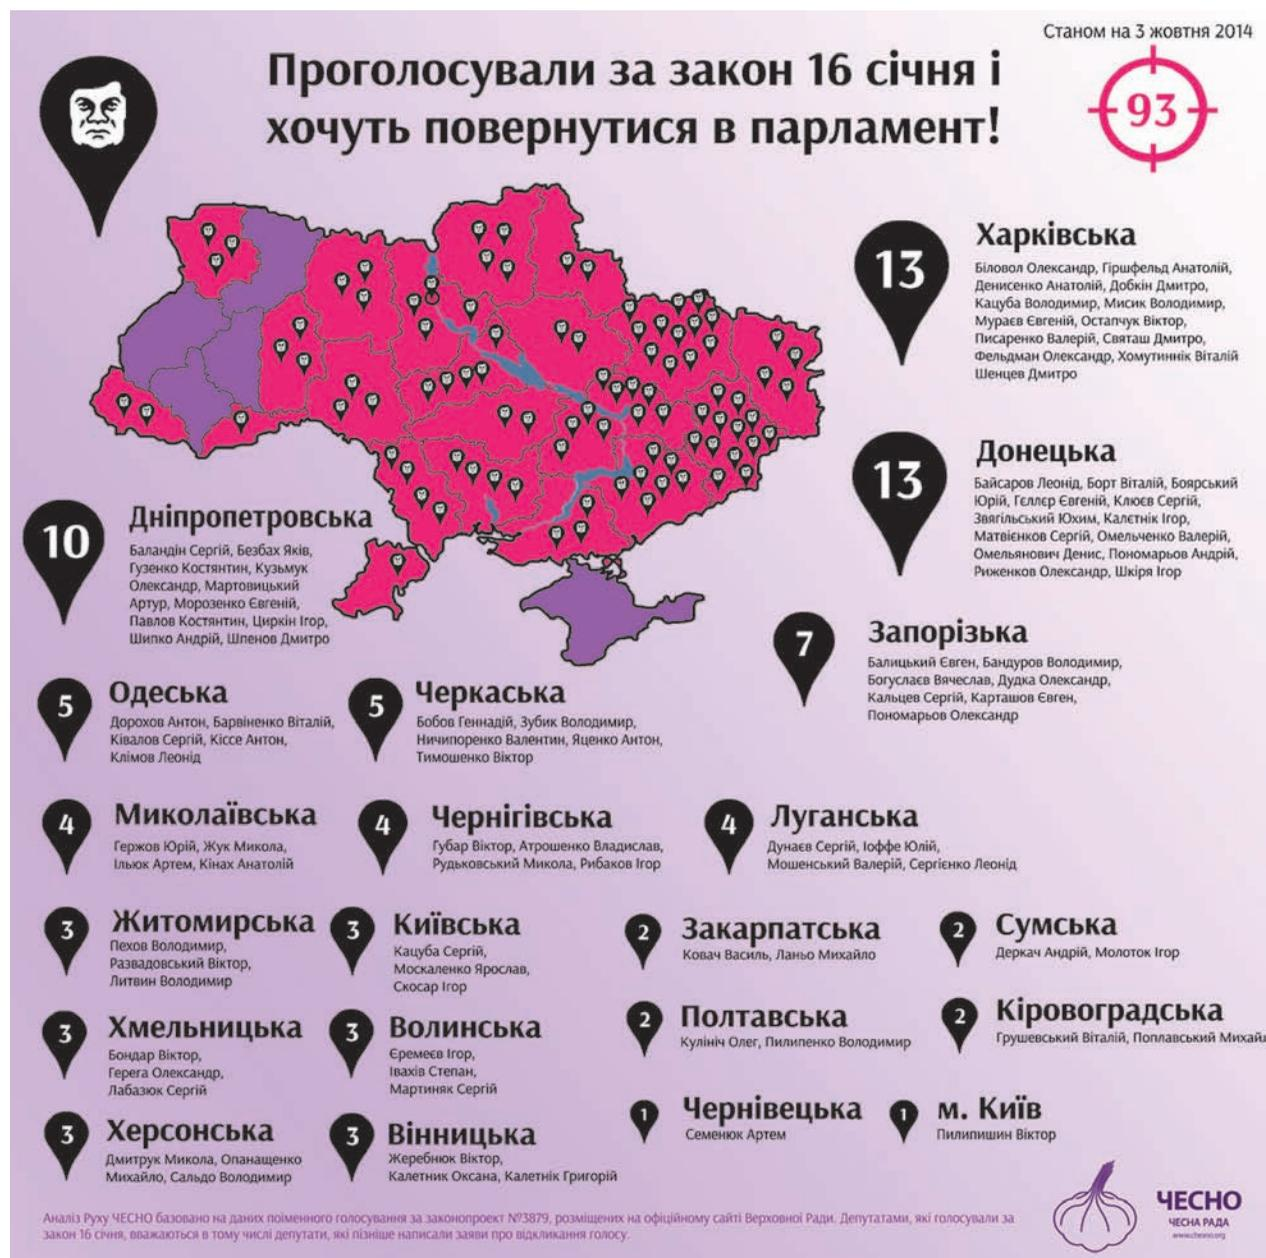 Станом на 3 жовтня 2014
Проголосували за закон 16 січня і
хочуть повернутися в парламент!
93
13
Харківська
Біловол Олександр, Гіршфельд Анатолій,
Денисенко Анатолій, Добкін Дмитро,
Кацуба Володимир, Мисик Володимир,
Мураєв Євгеній, Остапчук Віктор,
Писаренко Валерій, Святаш Дмитро,
Фельдман Олександр, Хомутиннік Віталій
Шенцев Дмитро
13
Донецька
Байсаров Леонід, Борт Віталій, Боярський
Юрій, Гєллєр Євгеній, Клюєв Сергій,
Звягільський Юхим, Калєтнік Ігор,
Матвієнков Сергій, Омельченко Валерій,
Омельянович Денис, Пономарьов Андрій,
Риженков Олександр, Шкіря Ігор
10
Дніпропетровська
Баландін Сергій, Безбах Яків,
Гузенко Костянтин, Кузьмук
Олександр, Мартовицький
Артур, Морозенко Євгеній,
Павлов Костянтин, Циркін Ігор,
Шипко Андрій, Шпенов Дмитро
7
Запорізька
Балицький Євген, Бандуров Володимир,
Богуслаєв Вячеслав, Дудка Олександр,
Кальцев Сергій, Карташов Євген,
Пономарьов Олександр
5
Одеська
Дорохов Антон, Барвіненко Віталій,
Ківалов Сергій, Кіссе Антон,
Клімов Леонід
5
Черкаська
Бобов Геннадій, Зубик Володимир,
Ничипоренко Валентин, Яценко Антон,
Тимошенко Віктор
4
Миколаївська
Гержов Юрій, Жук Микола,
Ільюк Артем, Кінах Анатолій
4
Чернігівська
Губар Віктор, Атрошенко Владислав,
Рудьковський Микола, Рибаков Ігор
4
Луганська
Дунаєв Сергій, Іоффе Юлій,
Мошенський Валерій, Сергієнко Леонід
3
Житомирська
Пехов Володимир,
Развадовський Віктор,
Литвин Володимир
3
Київська
Кацуба Сергій,
Москаленко Ярослав,
Скосар Ігор
2
Закарпатська
Ковач Василь, Ланьо Михайло
2
Сумська
Деркач Андрій, Молоток Ігор
3
Хмельницька
Бондар Віктор,
Герега Олександр,
Лабазюк Сергій
3
Волинська
Єремеєв Ігор,
Івахів Степан,
Мартиняк Сергій
2
Полтавська
Кулініч Олег, Пилипенко Володимир
2
Кіровоградська
Грушевський Віталій, Поплавський Михай
3
Херсонська
Дмитрук Микола, Опанащенко
Михайло, Сальдо Володимир
3
Вінницька
Жеребнюк Віктор,
Калетник Оксана, Калетнік Григорій
1
Чернівецька
Семенюк Артем
1
м. Київ
Пилипишин Віктор
Аналіз Руху ЧЕСНО базовано на даних поіменного голосування за законопроект №3879, розміщених на офіційному сайті Верховної Ради. Депутатами, які голосували за
закон 16 січня, вважаються в тому числі депутати, які пізніше написали заяви про відкликання голосу.
ЧЕСНО
ЧЕСНА РАДА
www.chesno.org